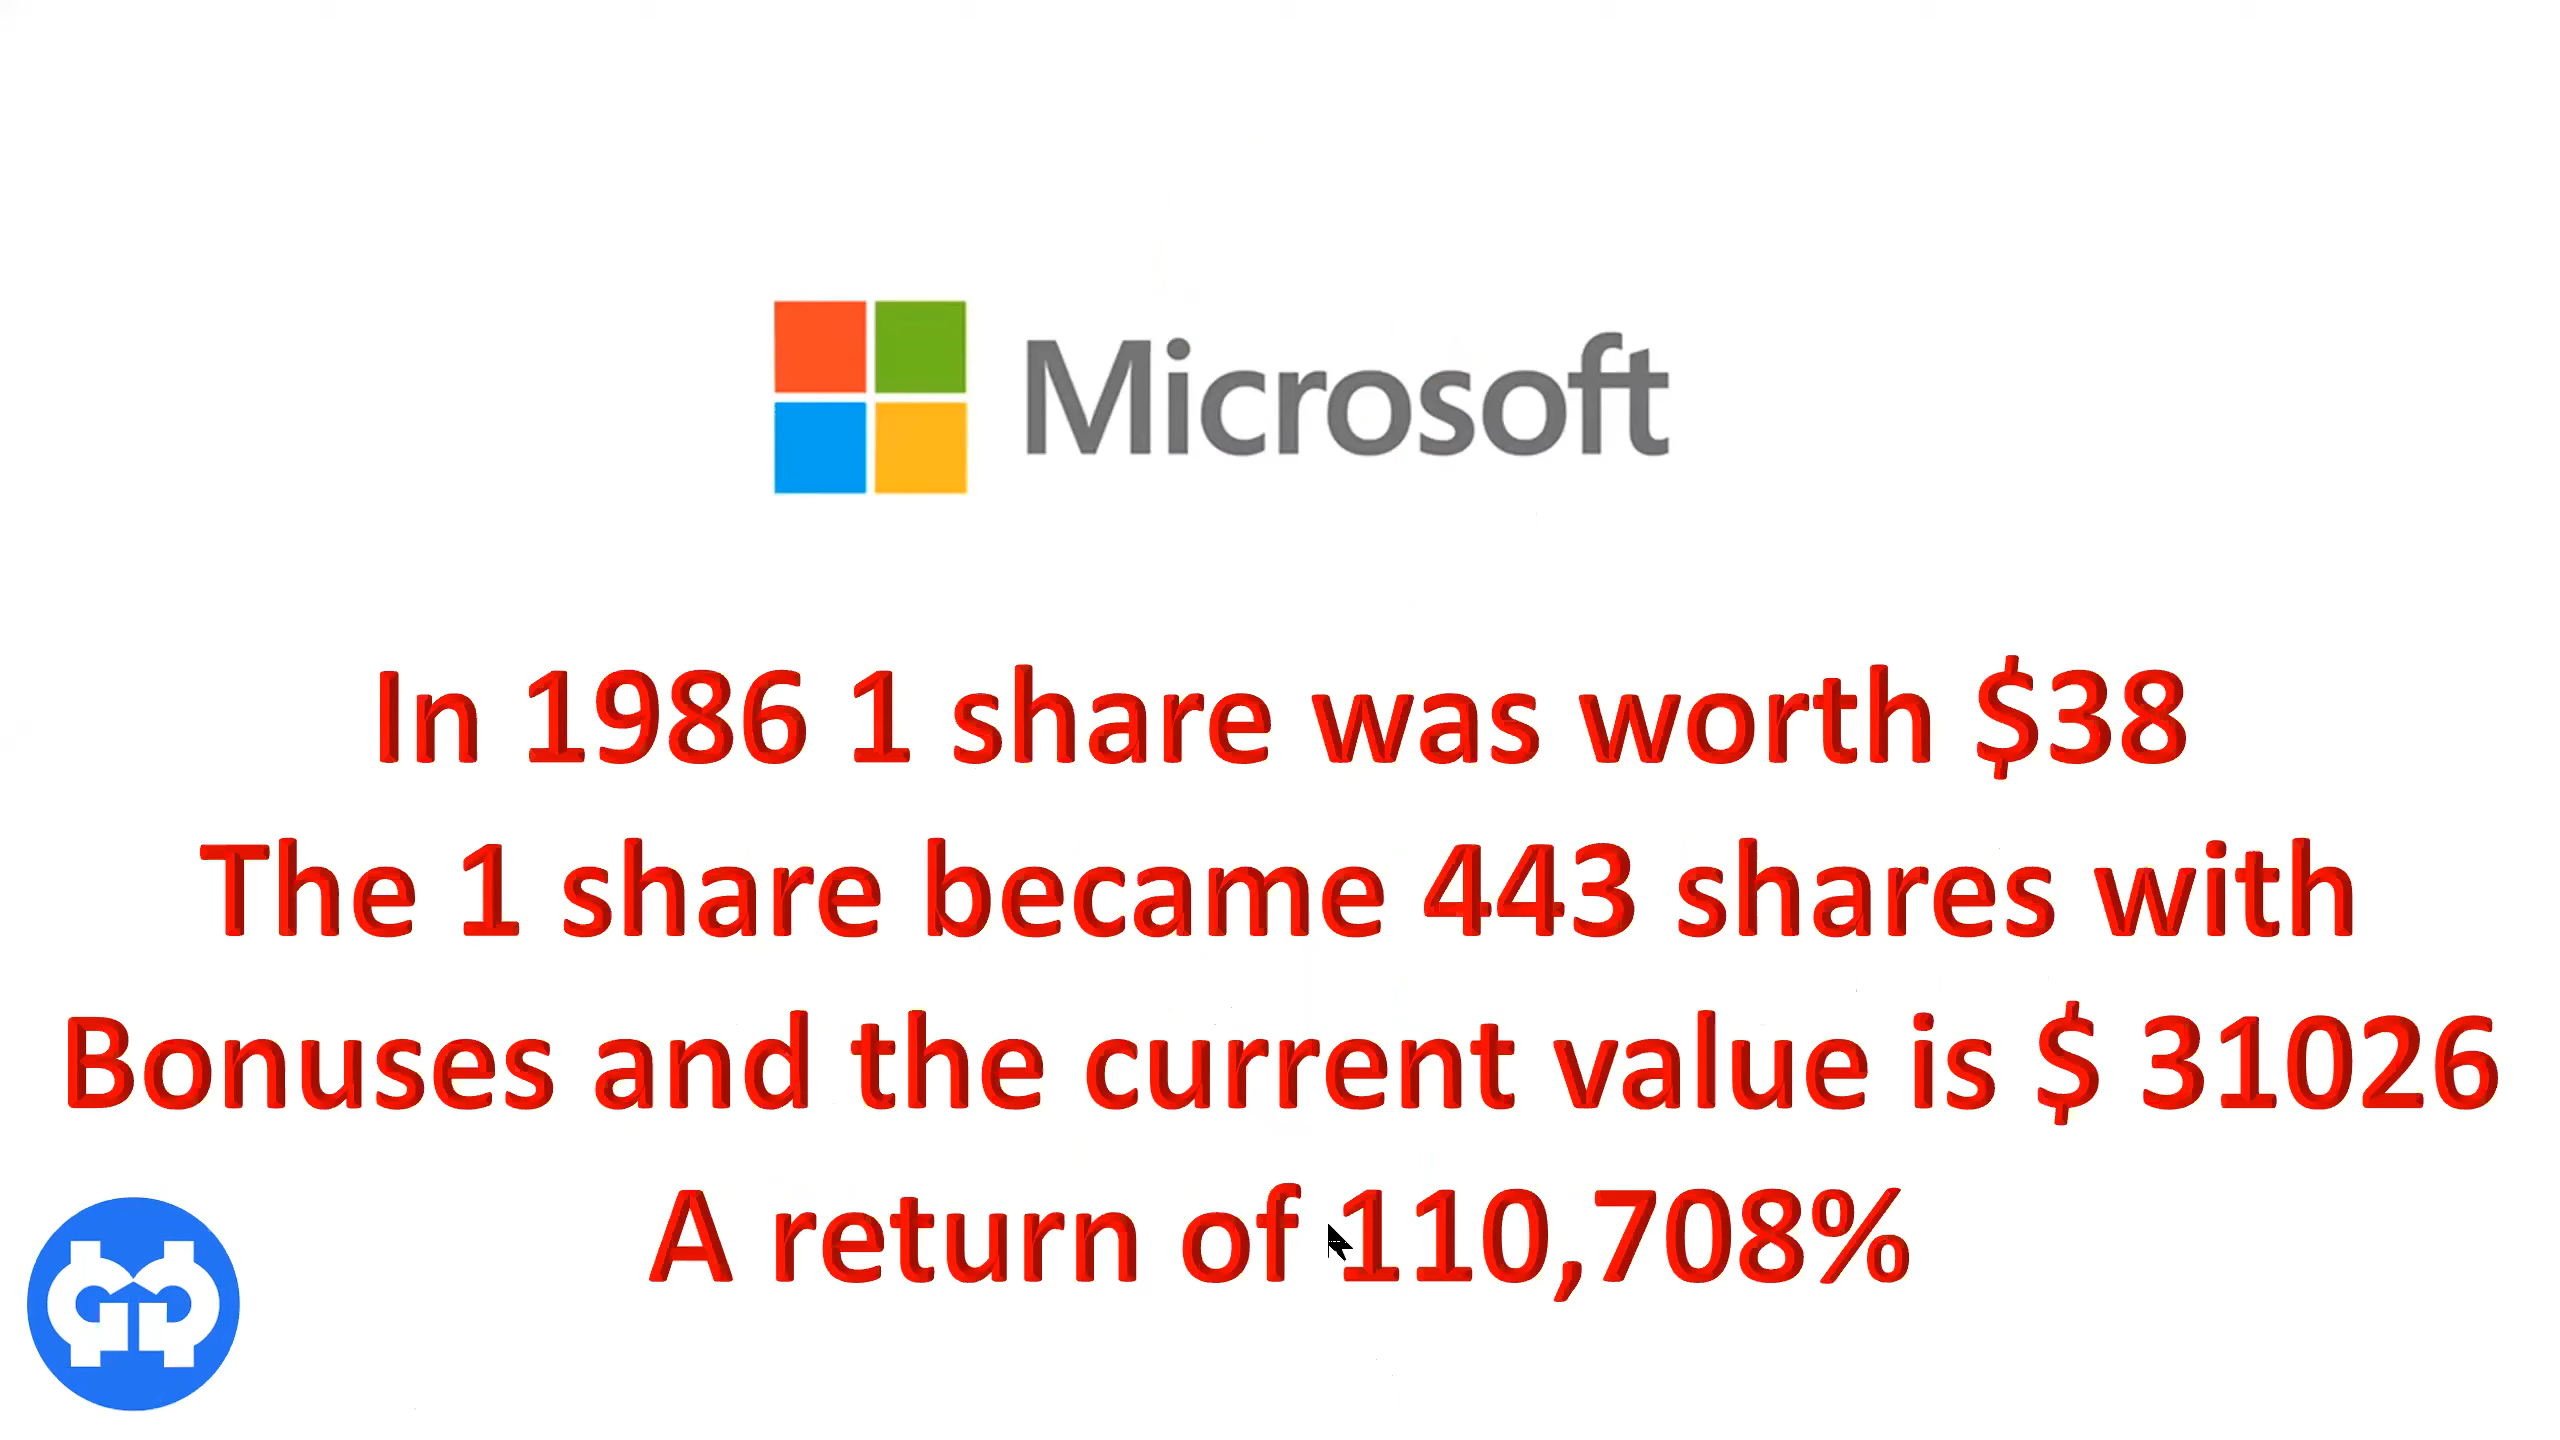 Microsoft
In 1986 1 share was worth $38
The 1 share became 443 shares with
Bonuses and the current value is $ 31026
A return of 110,708%